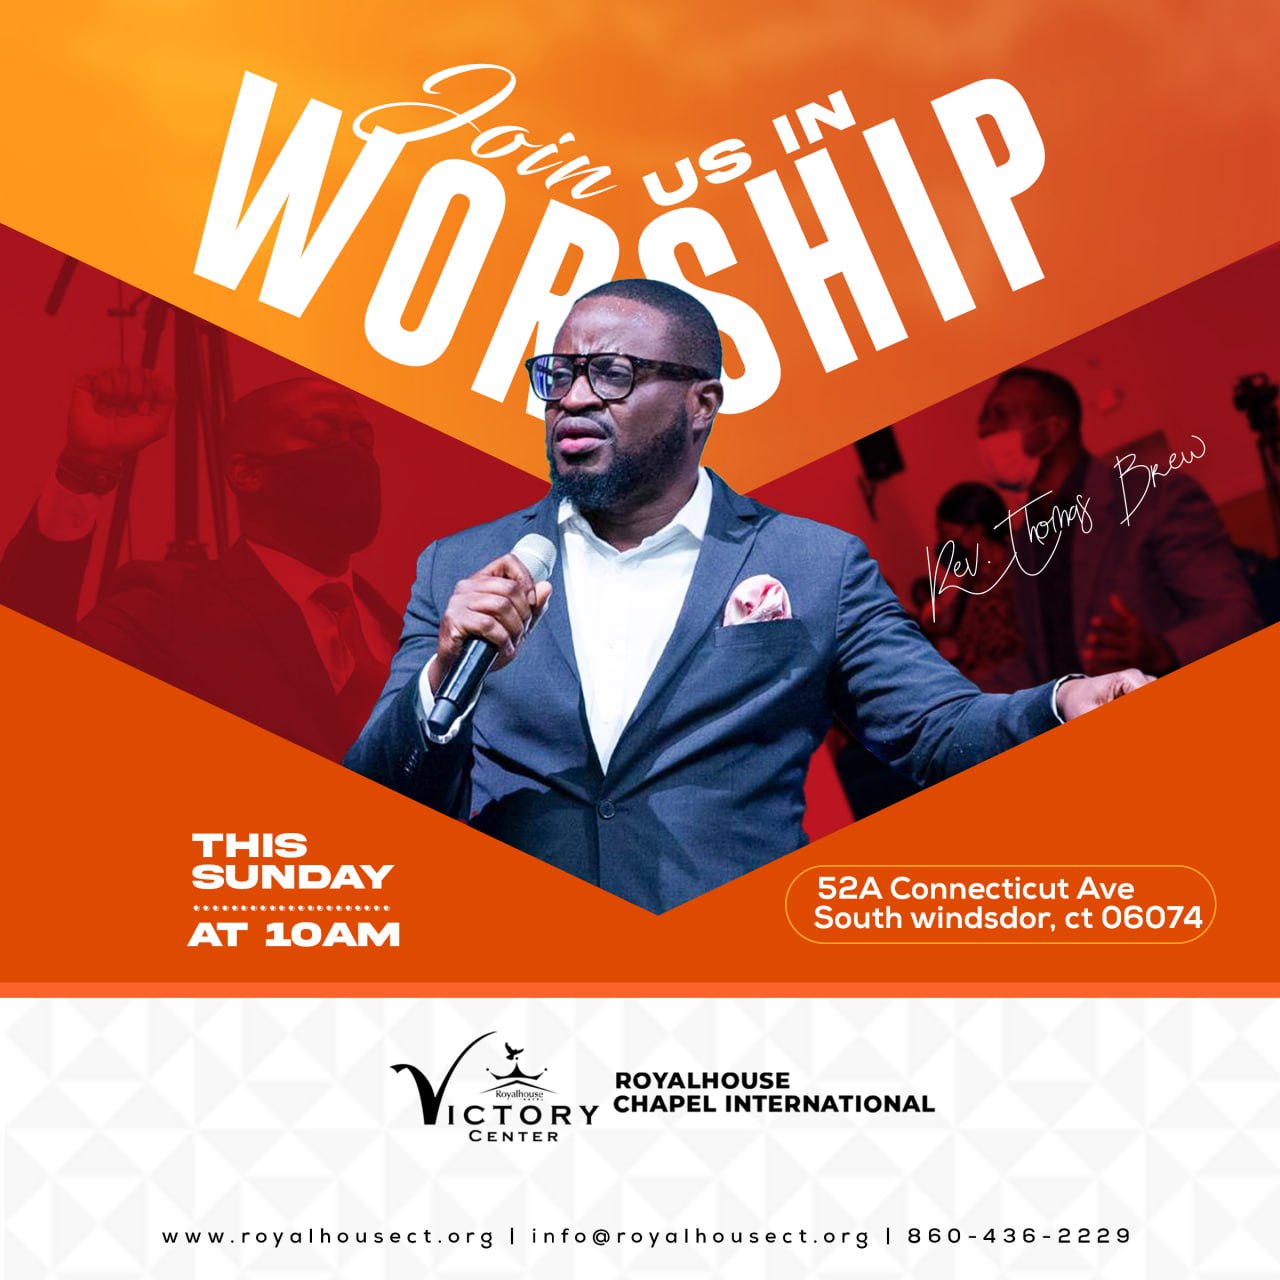 Join US IN
WORSHIP
Rev. Thomas Brew
THIS
SUNDAY
AT 10AM
52A Connecticut Ave
South windsdor, ct 06074
Royalhouse
VICTORY
CENTER
ROYALHOUSE
CHAPEL INTERNATIONAL
www.royalhousect.org | info@royalhousect.org | 860-436-2229